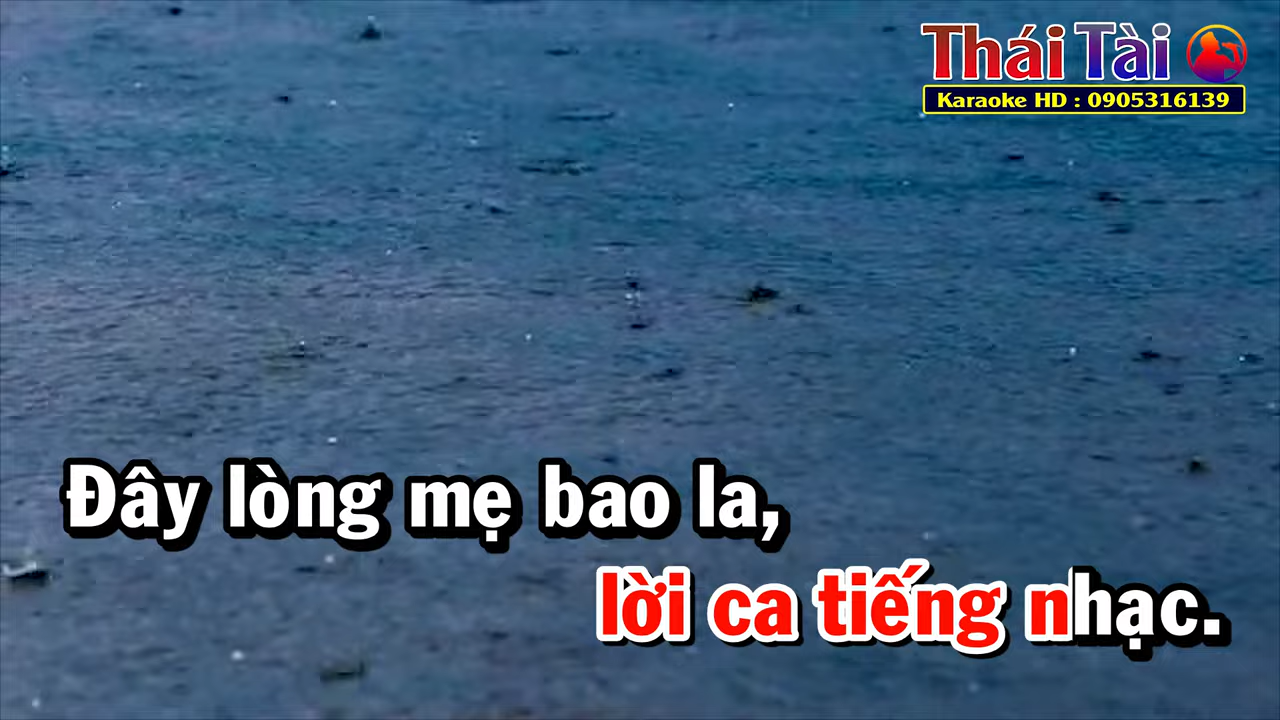 Thái Tài
Karaoke HD : 0905316139
Đây lòng mẹ bao la,
lời ca tiếng nhạc.